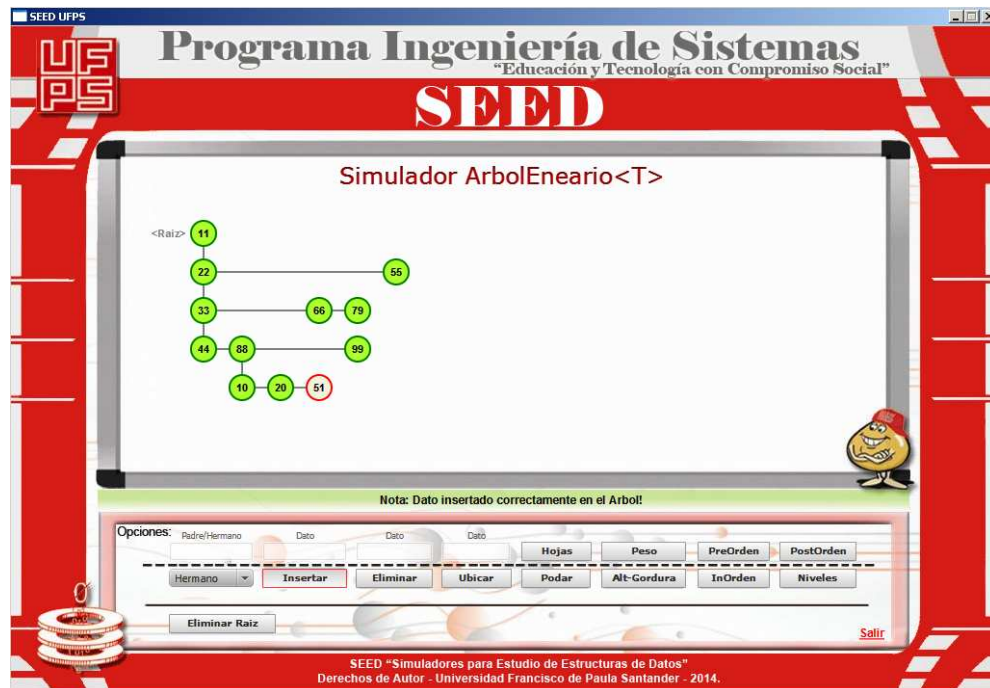 SEED UFPS
UFPS
Programa Ingeniería de Sistemas
“Educación y Tecnología con Compromiso Social”
SEED
Simulador ArbolEneario<T>
<Raiz> 11
22 55
33 66 79
44 88 99
10 20 51
Nota: Dato insertado correctamente en el Arbol!
Opciones: Padre/Hermano Dato Dato Dato
Hojas Peso PreOrden PostOrden
Hermano Insertar Eliminar Ubicar Podar Alt-Gordura InOrden Niveles
Eliminar Raiz
Salir
SEED “Simuladores para Estudio de Estructuras de Datos”
Derechos de Autor - Universidad Francisco de Paula Santander - 2014.